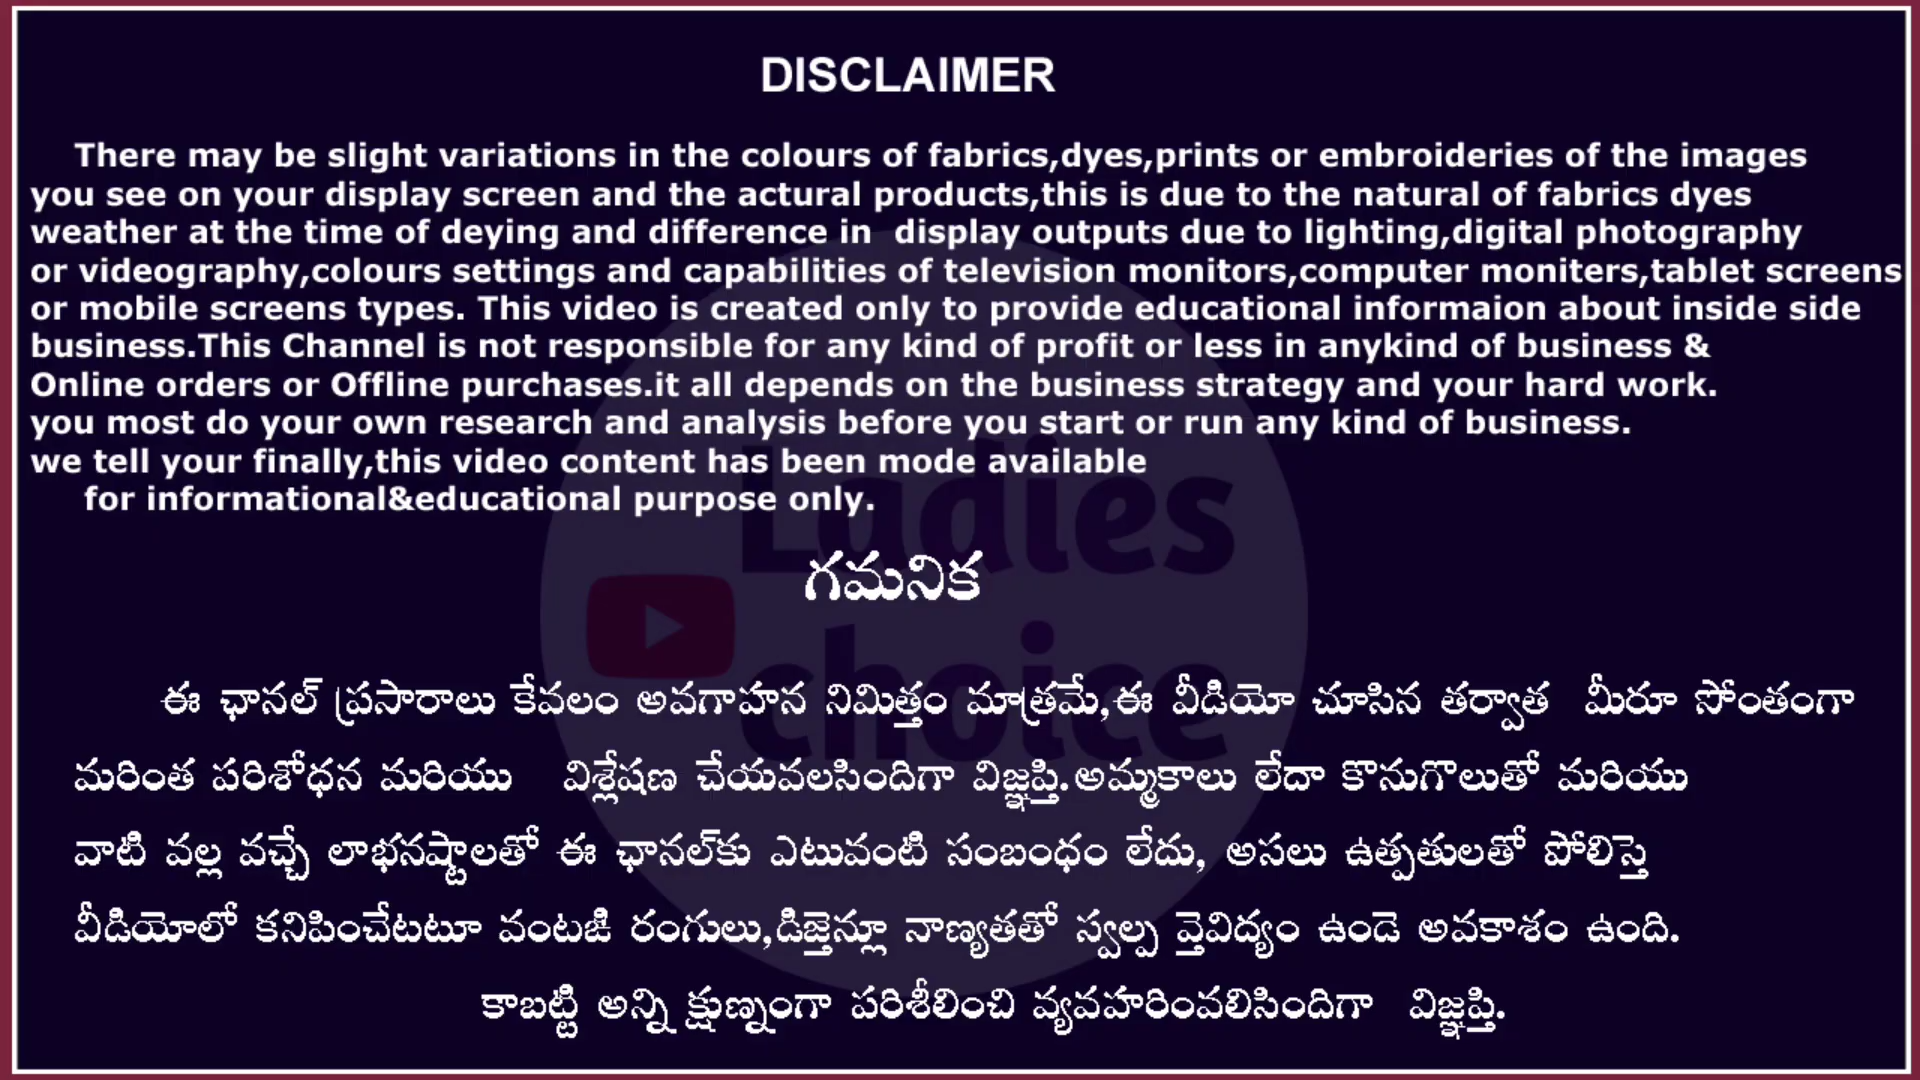 DISCLAIMER
There may be slight variations in the colours of fabrics,dyes,prints or embroideries of the images
you see on your display screen and the actural products,this is due to the natural of fabrics dyes
weather at the time of deying and difference in display outputs due to lighting,digital photography
or videography,colours settings and capabilities of television monitors,computer moniters,tablet screens
or mobile screens types. This video is created only to provide educational informaion about inside side
business.This Channel is not responsible for any kind of profit or less in anykind of business &
Online orders or Offline purchases.it all depends on the business strategy and your hard work.
you most do your own research and analysis before you start or run any kind of business.
we tell your finally,this video content has been mode available
for informational&educational purpose only.
Ladies
గమనిక
choice
ఈ ఛానల్ ప్రసారాలు కేవలం అవగాహన నిమిత్తం మాత్రమే,ఈ వీడియో చూసిన తర్వాత మీరూ సోంతంగా
మరింత పరిశోధన మరియు విశ్లేషణ చేయవలసిందిగా విజ్ఞప్తి.అమ్మకాలు లేదా కొనుగొలుతో మరియు
వాటి వల్ల వచ్చే లాభనష్టాలతో ఈ ఛానల్‌కు ఎటువంటి సంబంధం లేదు, అసలు ఉత్పతులతో పోలిస్తె
వీడియోలో కనిపించేటటూ వంటఙి రంగులు,డిజైన్లూ నాణ్యతతో స్వల్ప వైవిద్యం ఉండె అవకాశం ఉంది.
కాబట్టి అన్ని క్షుణ్నంగా పరిశీలించి వ్యవహరింవలిసిందిగా విజ్ఞప్తి.